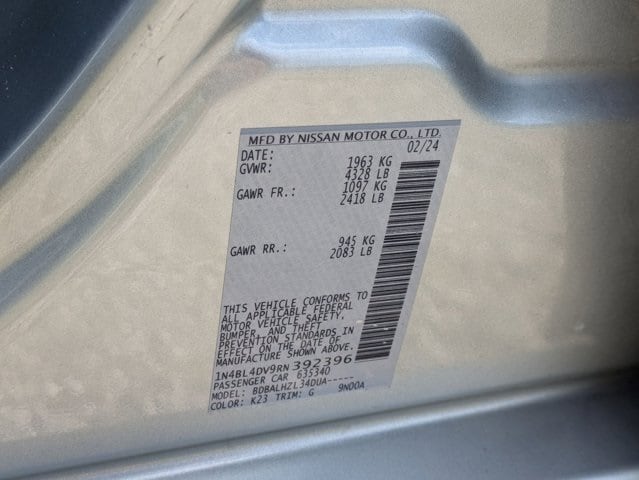 MFD BY NISSAN MOTOR CO., LTD.
DATE: 02/24
GVWR: 1963 KG
4328 LB
GAWR FR.: 1097 KG
2418 LB
GAWR RR.: 945 KG
2083 LB
THIS VEHICLE CONFORMS TO
ALL APPLICABLE FEDERAL
MOTOR VEHICLE SAFETY,
BUMPER, AND THEFT
PREVENTION STANDARDS IN
EFFECT ON THE DATE OF
MANUFACTURE SHOWN ABOVE.
1N4BL4DV9RN392396
PASSENGER CAR 635340
MODEL: BDBALHZL34DUA-----
COLOR: K23 TRIM: G 9N00A